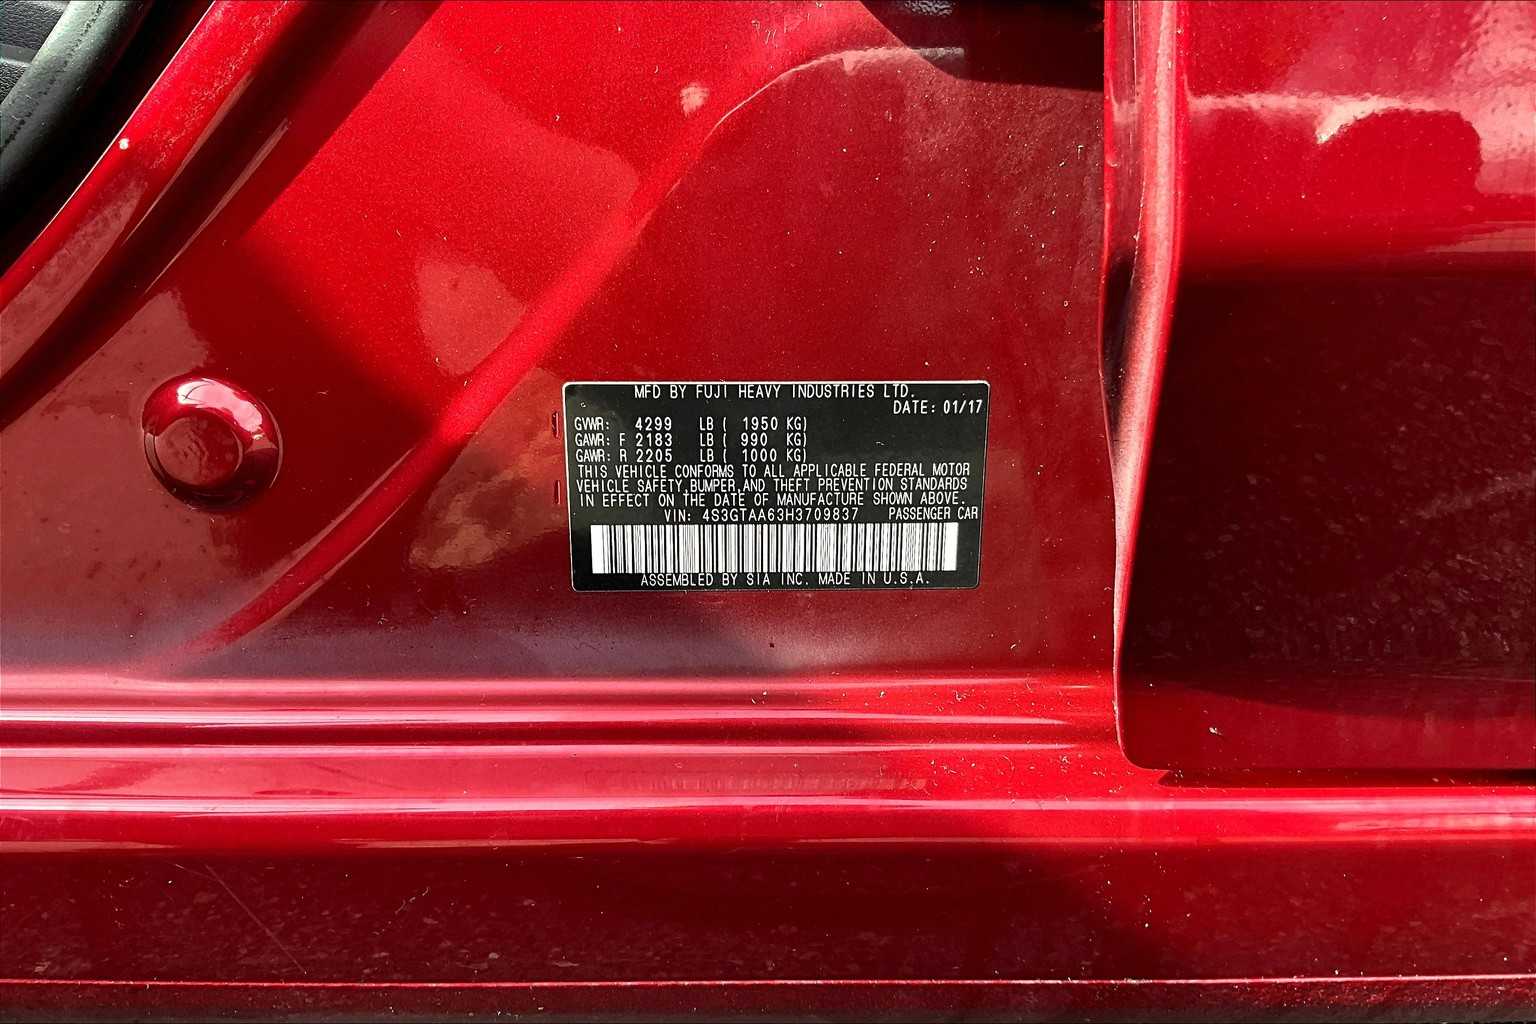 MFD BY FUJI HEAVY INDUSTRIES LTD.
DATE: 01/17
GVWR: 4299 LB ( 1950 KG)
GAWR: F 2183 LB ( 990 KG)
GAWR: R 2205 LB ( 1000 KG)
THIS VEHICLE CONFORMS TO ALL APPLICABLE FEDERAL MOTOR
VEHICLE SAFETY,BUMPER,AND THEFT PREVENTION STANDARDS
IN EFFECT ON THE DATE OF MANUFACTURE SHOWN ABOVE.
VIN: 4S3GTAA63H3709837 PASSENGER CAR
ASSEMBLED BY SIA INC. MADE IN U.S.A.